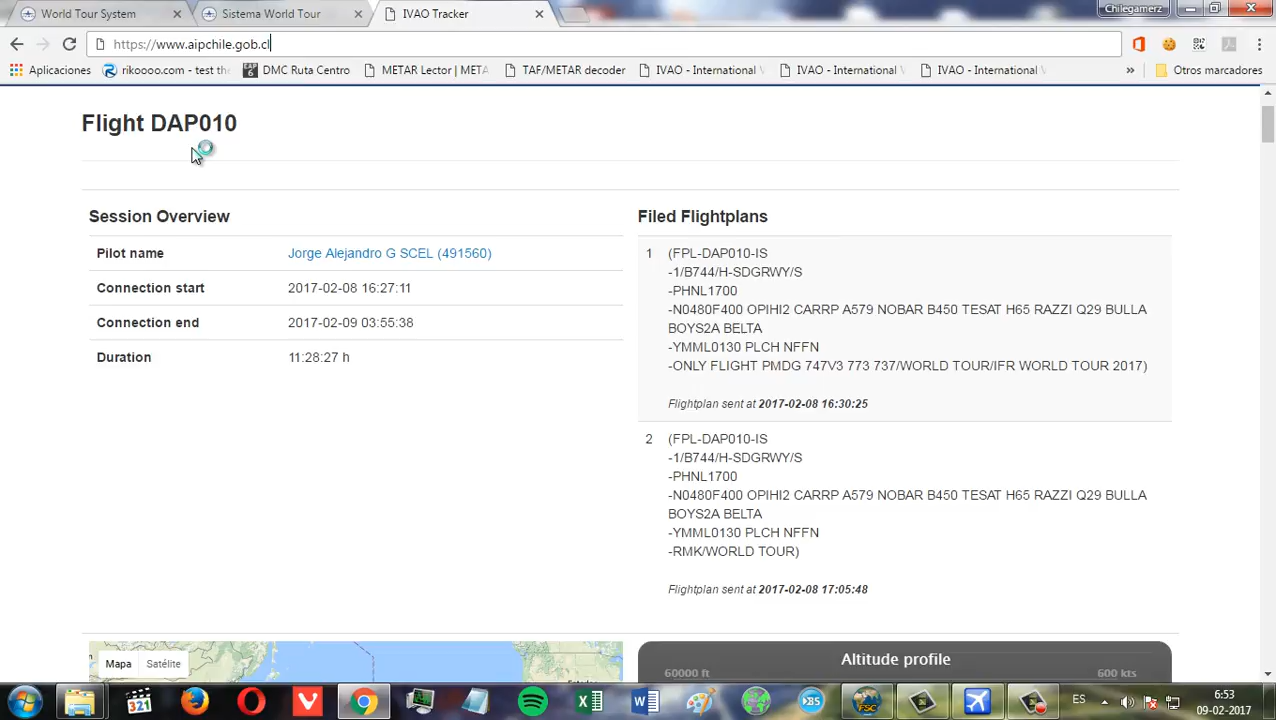 World Tour System
Sistema World Tour
IVAO Tracker
Chilegamerz
https://www.aipchile.gob.cl
Aplicaciones
rikoooo.com - test the
DMC Ruta Centro
METAR Lector | META
TAF/METAR decoder
IVAO - International V
IVAO - International V
IVAO - International V
»
Otros marcadores
Flight DAP010
Session Overview
Pilot name Jorge Alejandro G SCEL (491560)
Connection start 2017-02-08 16:27:11
Connection end 2017-02-09 03:55:38
Duration 11:28:27 h
Filed Flightplans
1 (FPL-DAP010-IS
-1/B744/H-SDGRWY/S
-PHNL1700
-N0480F400 OPIHI2 CARRP A579 NOBAR B450 TESAT H65 RAZZI Q29 BULLA
BOYS2A BELTA
-YMML0130 PLCH NFFN
-ONLY FLIGHT PMDG 747V3 773 737/WORLD TOUR/IFR WORLD TOUR 2017)
Flightplan sent at 2017-02-08 16:30:25
2 (FPL-DAP010-IS
-1/B744/H-SDGRWY/S
-PHNL1700
-N0480F400 OPIHI2 CARRP A579 NOBAR B450 TESAT H65 RAZZI Q29 BULLA
BOYS2A BELTA
-YMML0130 PLCH NFFN
-RMK/WORLD TOUR)
Flightplan sent at 2017-02-08 17:05:48
Mapa Satélite
Altitude profile
60000 ft 600 kts
321
FSC
ES
6:53
09-02-2017